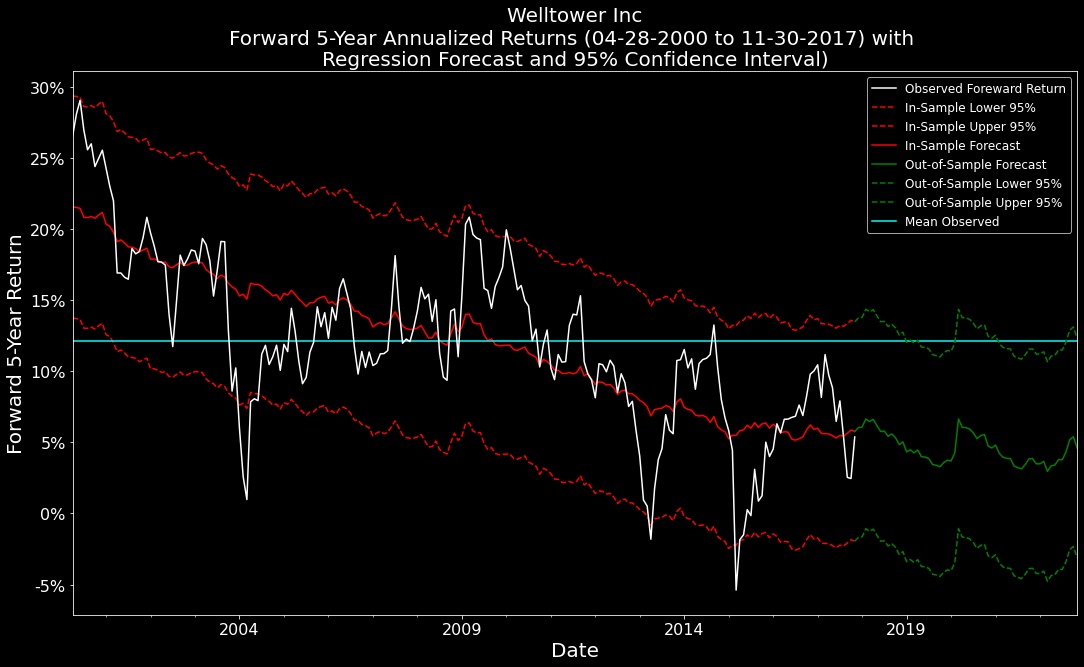 Welltower Inc
Forward 5-Year Annualized Returns (04-28-2000 to 11-30-2017) with
Regression Forecast and 95% Confidence Interval)
Observed Foreward Return
In-Sample Lower 95%
In-Sample Upper 95%
In-Sample Forecast
Out-of-Sample Forecast
Out-of-Sample Lower 95%
Out-of-Sample Upper 95%
Mean Observed
Forward 5-Year Return
30%
25%
20%
15%
10%
5%
0%
-5%
2004
2009
2014
2019
Date